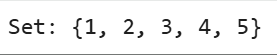 Set: {1, 2, 3, 4, 5}